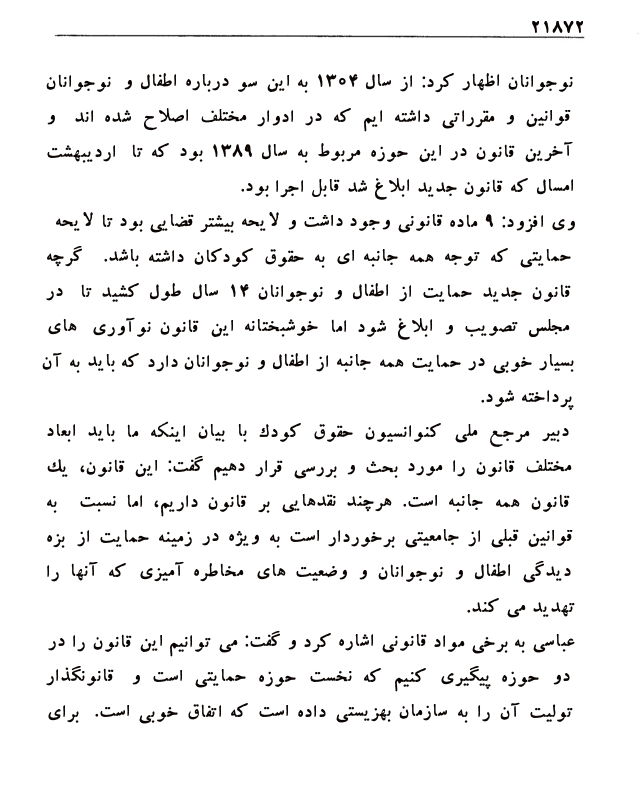 ۲۱۸۷۲
نوجوانان اظهار کرد: از سال ۱۳۰۴ به این سو درباره اطفال و نوجوانان
قوانین و مقرراتی داشته ایم که در ادوار مختلف اصلاح شده اند و
آخرین قانون در این حوزه مربوط به سال ۱۳۸۹ بود که تا اردیبهشت
امسال که قانون جدید ابلاغ شد قابل اجرا بود.
وی افزود: ۹ ماده قانونی وجود داشت و لایحه بیشتر قضایی بود تا لایحه
حمایتی که توجه همه جانبه ای به حقوق کودکان داشته باشد. گرچه
قانون جدید حمایت از اطفال و نوجوانان ۱۴ سال طول کشید تا در
مجلس تصویب و ابلاغ شود اما خوشبختانه این قانون نوآوری های
بسیار خوبی در حمایت همه جانبه از اطفال و نوجوانان دارد که باید به آن
پرداخته شود.
دبیر مرجع ملی کنوانسیون حقوق کودك با بیان اینکه ما باید ابعاد
مختلف قانون را مورد بحث و بررسی قرار دهیم گفت: این قانون، یك
قانون همه جانبه است. هرچند نقدهایی بر قانون داریم، اما نسبت به
قوانین قبلی از جامعیتی برخوردار است به ویژه در زمینه حمایت از بزه
دیدگی اطفال و نوجوانان و وضعیت های مخاطره آمیزی که آنها را
تهدید می کند.
عباسی به برخی مواد قانونی اشاره کرد و گفت: می توانیم این قانون را در
دو حوزه پیگیری کنیم که نخست حوزه حمایتی است و قانونگذار
تولیت آن را به سازمان بهزیستی داده است که اتفاق خوبی است. برای